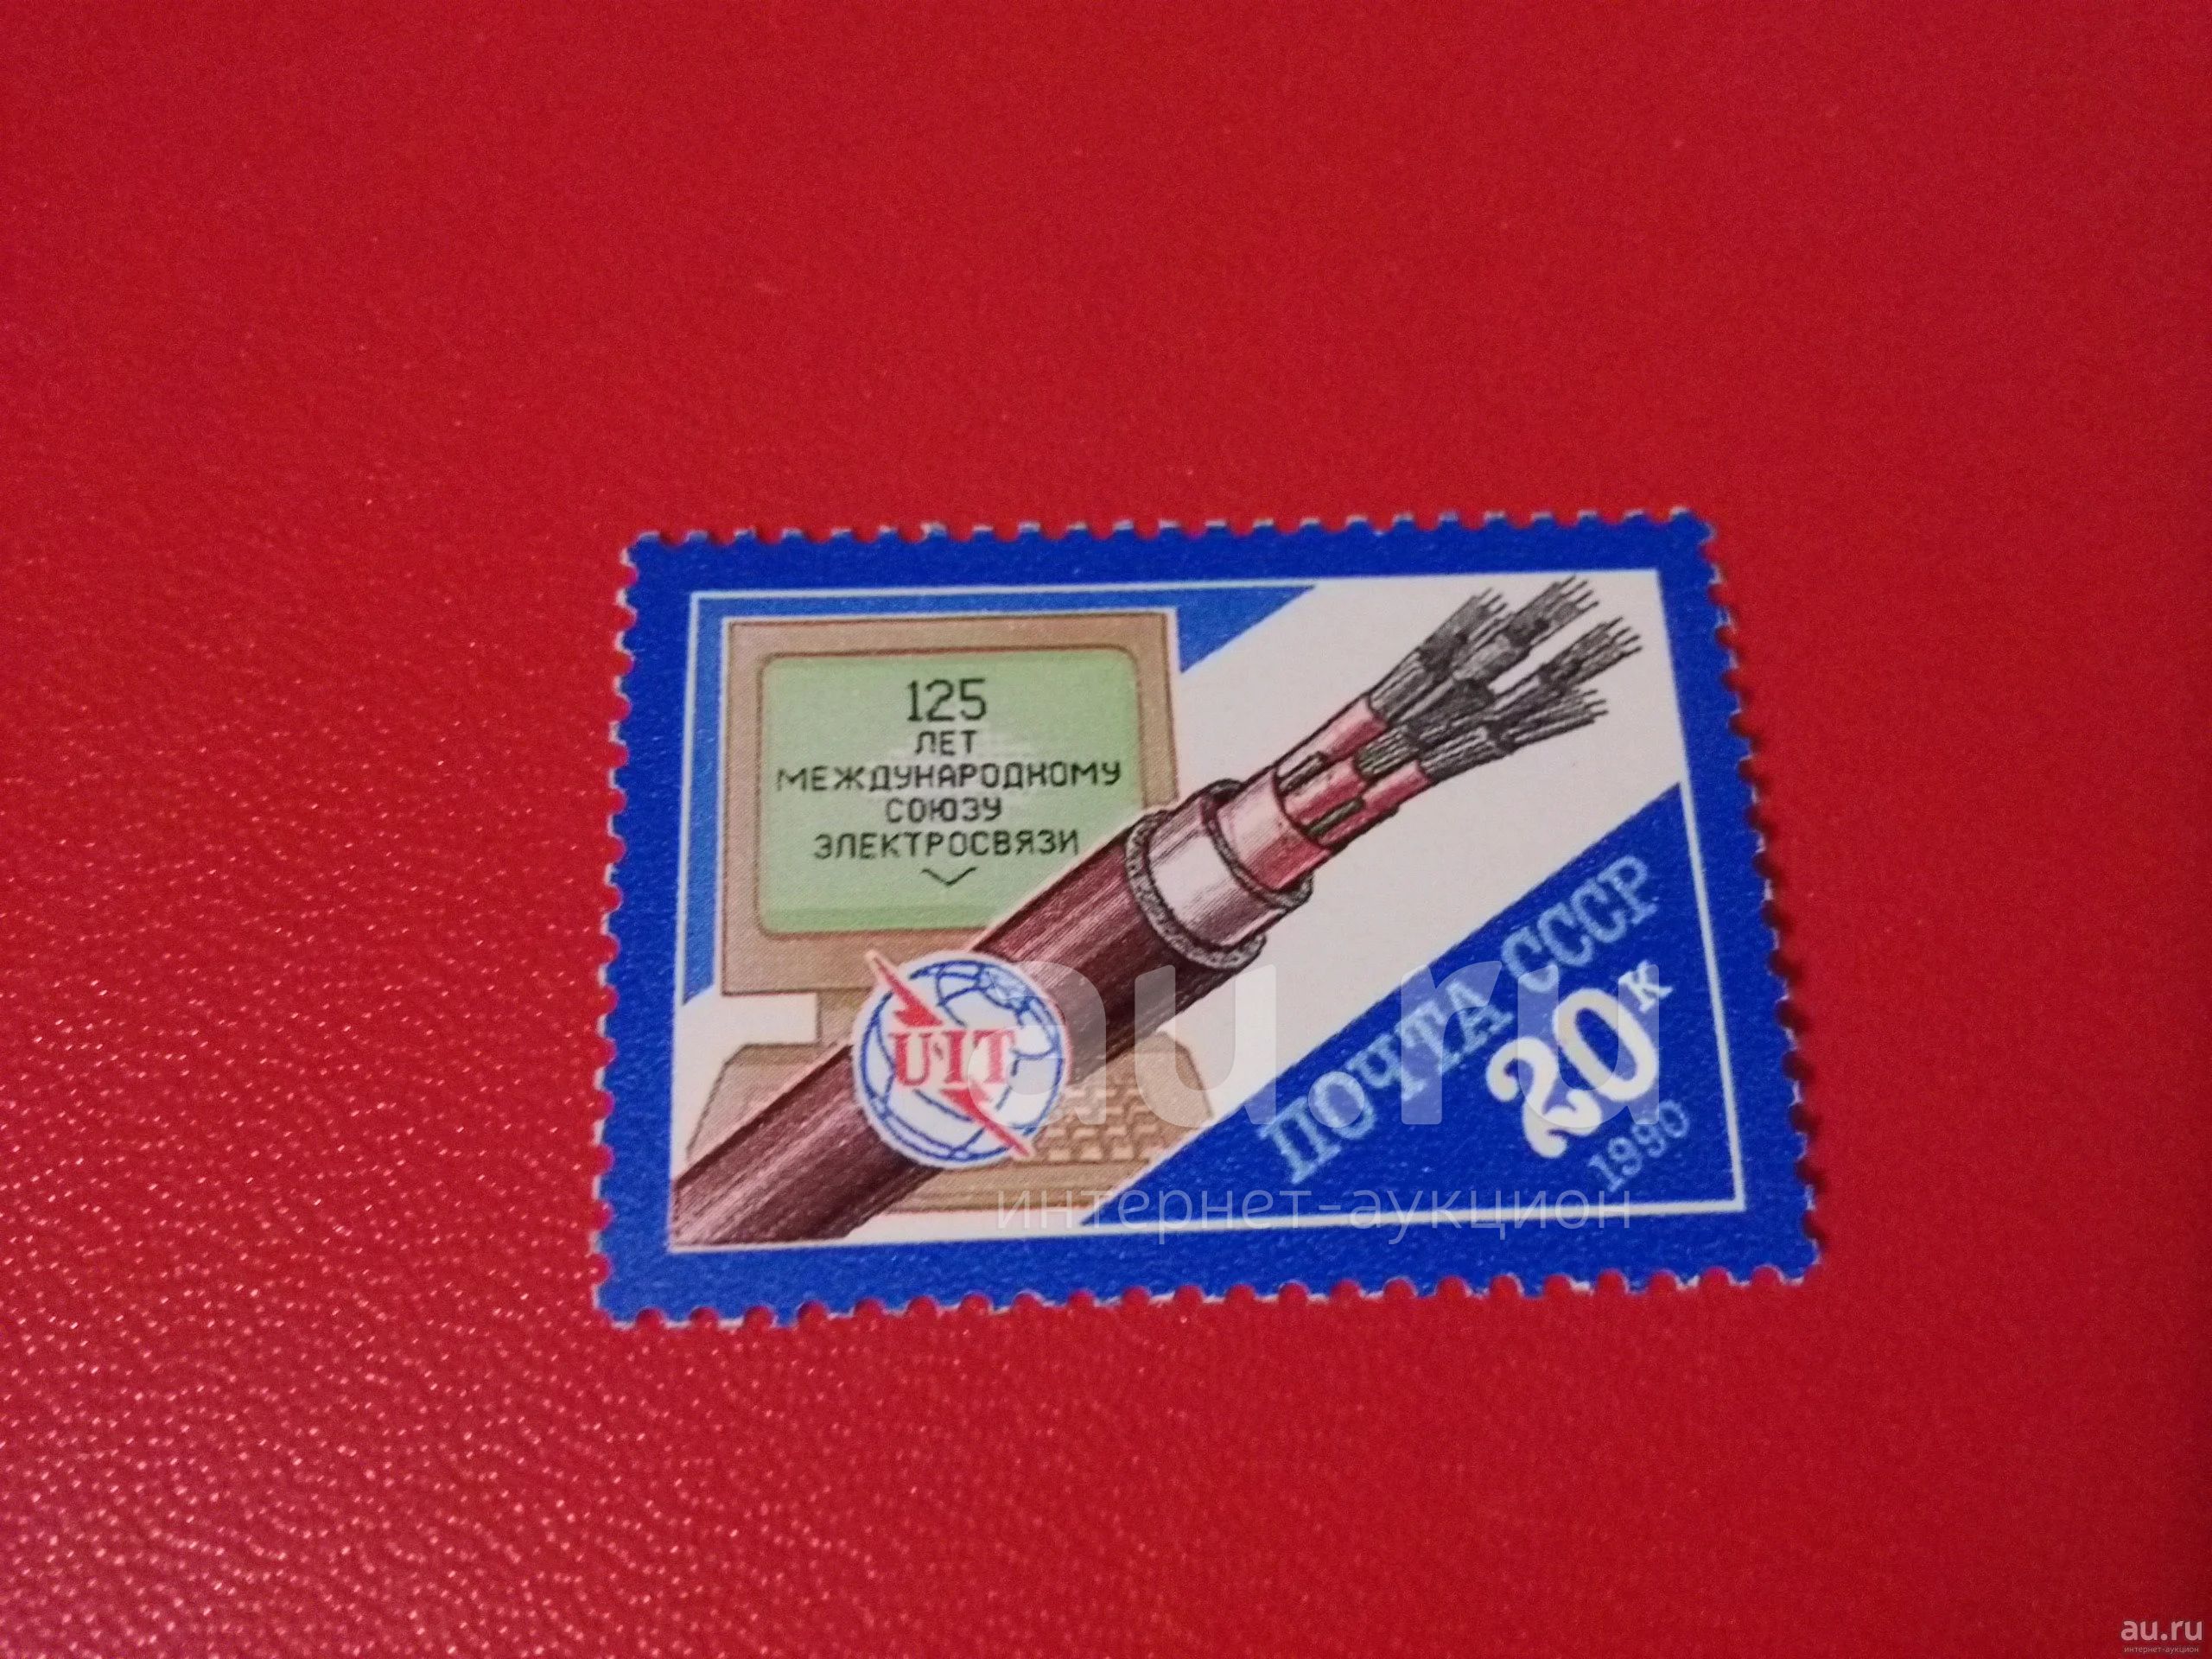 125
ЛЕТ
МЕЖДУНАРОДНОМУ
СОЮЗУ
ЭЛЕКТРОСВЯЗИ
UIT
ПОЧТА СССР
20к
1990
au.ru
интернет-аукцион
au.ru
интернет-аукцион